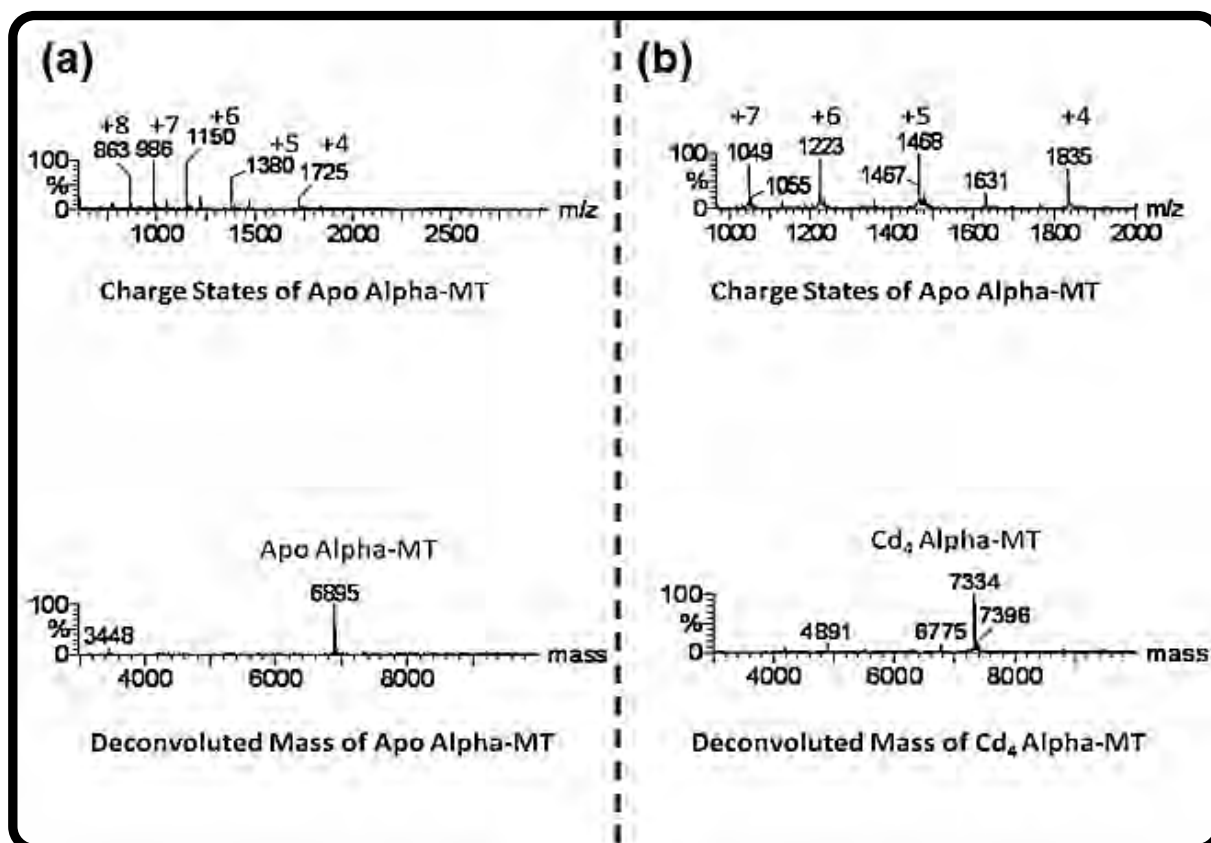 (a)
+8 +7 +6 +5 +4
863 986 1150 1380 1725
100
%
0
m/z
1000 1500 2000 2500
Charge States of Apo Alpha-MT
Apo Alpha-MT
6895
100
%
3448
0
mass
4000 6000 8000
Deconvoluted Mass of Apo Alpha-MT
(b)
+7 +6 +5 +4
1049 1223 1468 1835
100
%
1055 1467 1631
0
m/z
1000 1200 1400 1600 1800 2000
Charge States of Apo Alpha-MT
Cd₄ Alpha-MT
7334
100
%
4891 6775 7396
0
mass
4000 6000 8000
Deconvoluted Mass of Cd₄ Alpha-MT